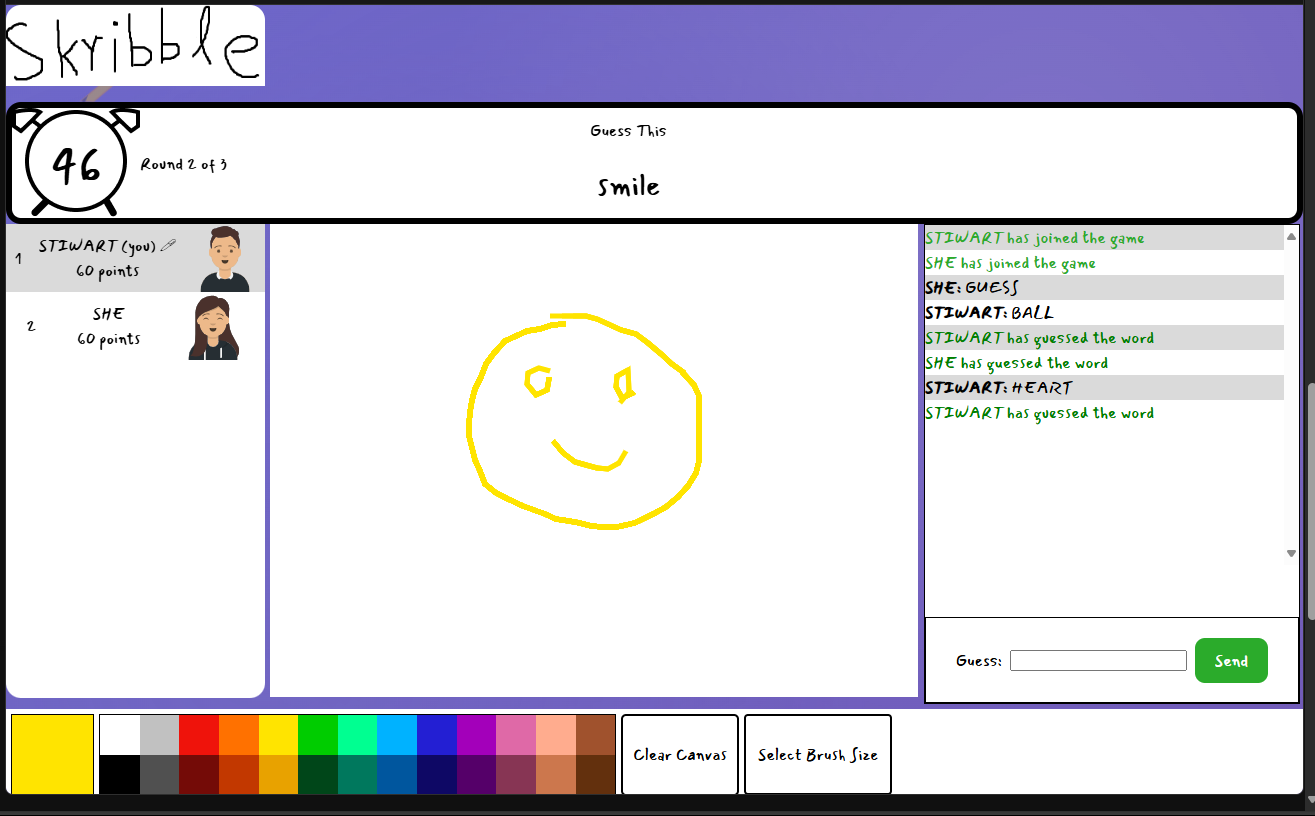 Skribble
46
Round 2 of 3
Guess This
smile
1
STIWART (you)
60 points
2
SHE
60 points
STIWART has joined the game
SHE has joined the game
SHE: GUESS
STIWART: BALL
STIWART has guessed the word
SHE has guessed the word
STIWART: HEART
STIWART has guessed the word
Guess:
Send
Clear Canvas
Select Brush Size